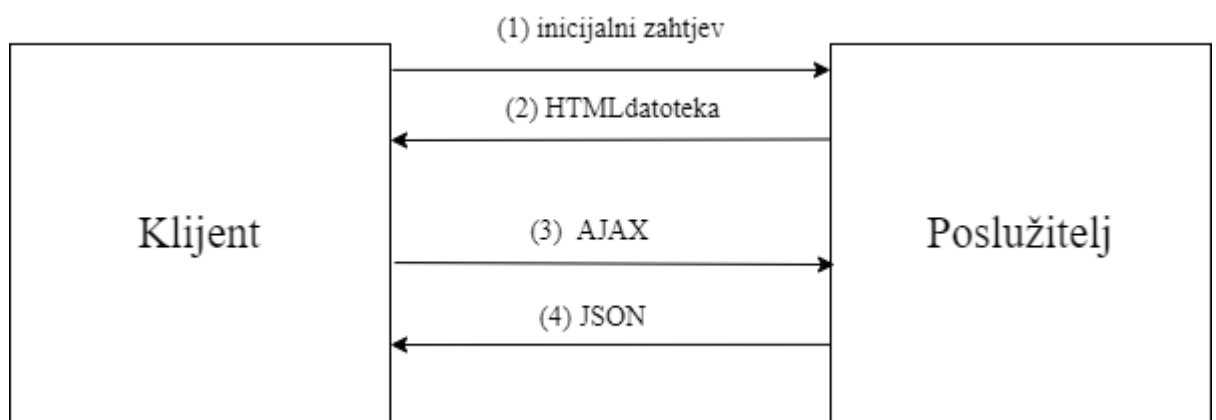 (1) inicijalni zahtjev
(2) HTMLdatoteka
Klijent
(3) AJAX
Poslužitelj
(4) JSON